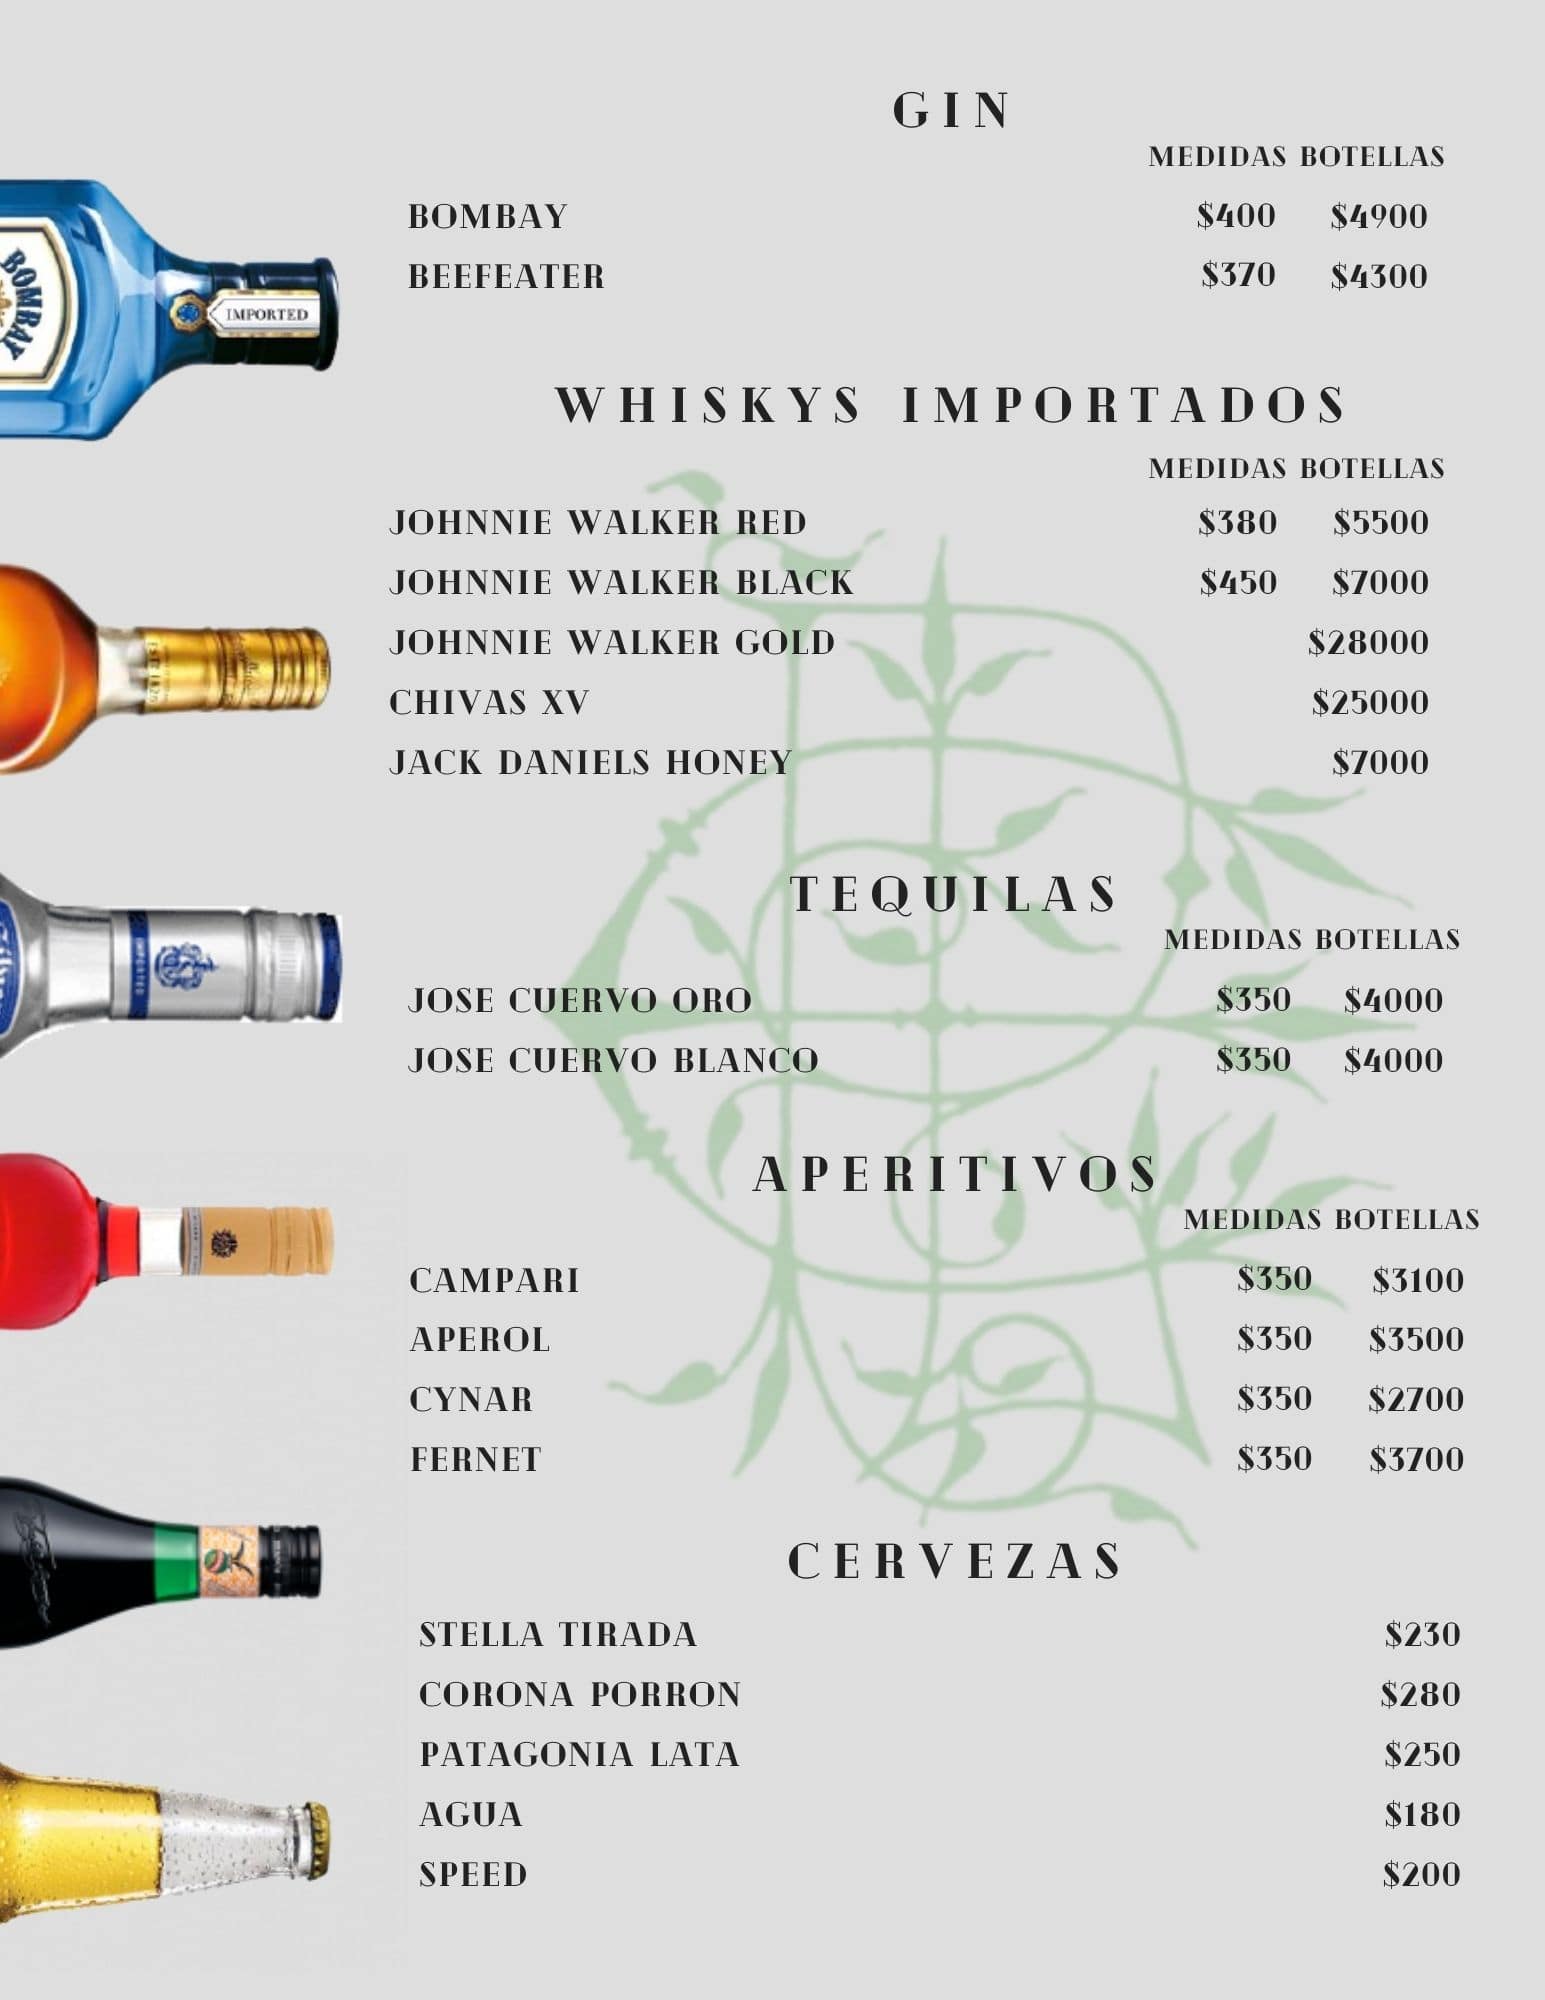 GIN
MEDIDAS BOTELLAS
BOMBAY $400 $4900
BEEFEATER $370 $4300
BOMBAY
IMPORTED
WHISKYS IMPORTADOS
MEDIDAS BOTELLAS
JOHNNIE WALKER RED $380 $5500
JOHNNIE WALKER BLACK $450 $7000
JOHNNIE WALKER GOLD $28000
CHIVAS XV $25000
JACK DANIELS HONEY $7000
TEQUILAS
MEDIDAS BOTELLAS
JOSE CUERVO ORO $350 $4000
JOSE CUERVO BLANCO $350 $4000
APERITIVOS
MEDIDAS BOTELLAS
CAMPARI $350 $3100
APEROL $350 $3500
CYNAR $350 $2700
FERNET $350 $3700
CERVEZAS
STELLA TIRADA $230
CORONA PORRON $280
PATAGONIA LATA $250
AGUA $180
SPEED $200